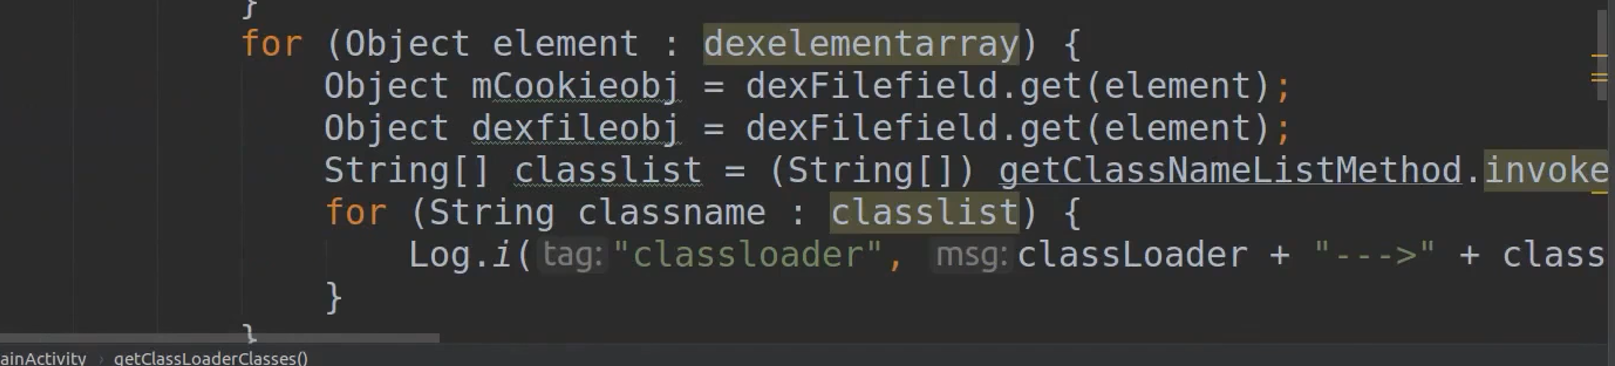 }
for (Object element : dexelementarray) {
Object mCookieobj = dexFilefield.get(element);
Object dexfileobj = dexFilefield.get(element);
String[] classlist = (String[]) getClassNameListMethod.invoke
for (String classname : classlist) {
Log.i( tag: "classloader", msg: classLoader + "--->" + class
}
}
ainActivity › getClassLoaderClasses()